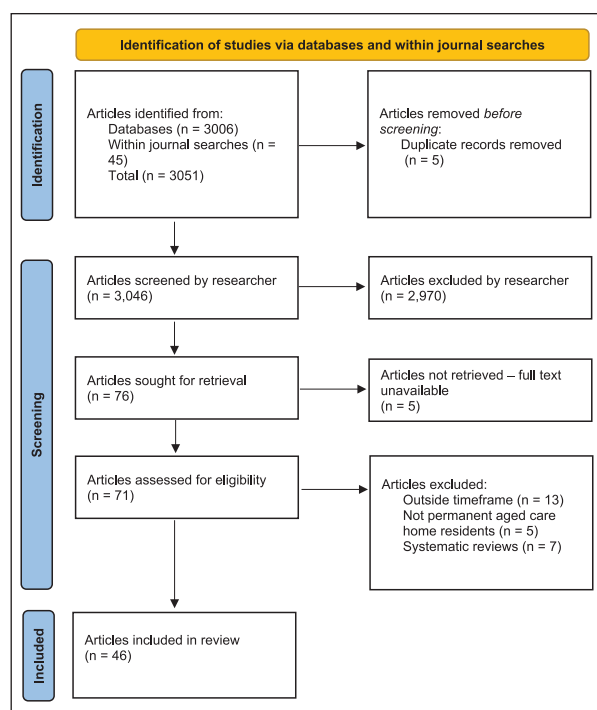 Identification of studies via databases and within journal searches
Identification
Articles identified from:
Databases (n = 3006)
Within journal searches (n =
45)
Total (n = 3051)
Articles removed before
screening:
Duplicate records removed
(n = 5)
Screening
Articles screened by researcher
(n = 3,046)
Articles excluded by researcher
(n = 2,970)
Articles sought for retrieval
(n = 76)
Articles not retrieved – full text
unavailable
(n = 5)
Articles assessed for eligibility
(n = 71)
Articles excluded:
Outside timeframe (n = 13)
Not permanent aged care
home residents (n = 5)
Systematic reviews (n = 7)
Included
Articles included in review
(n = 46)